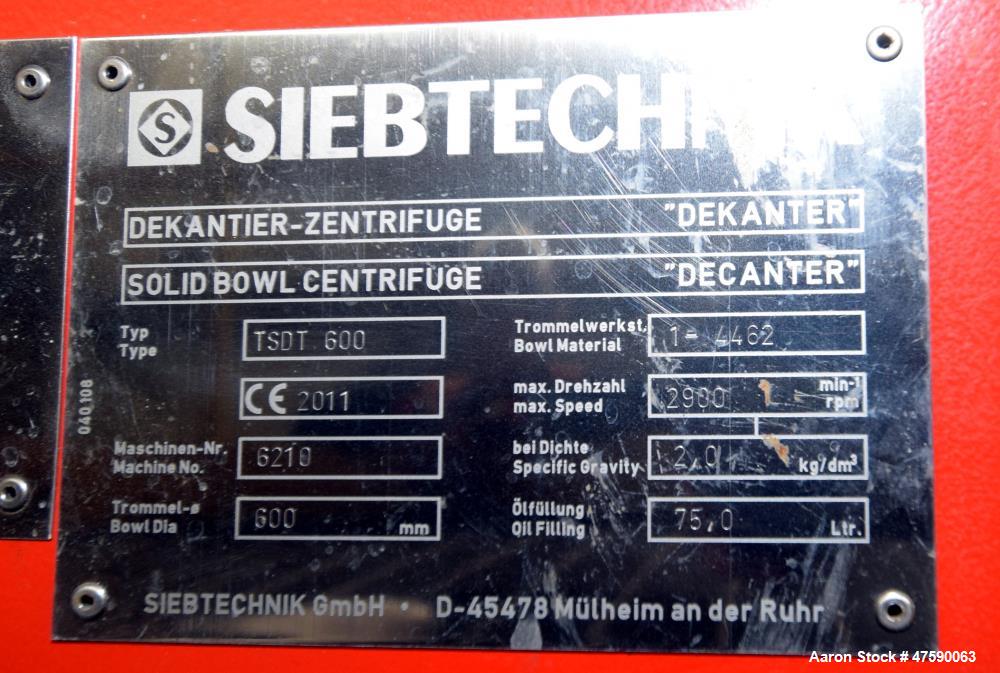 S SIEBTECHNIK
DEKANTIER-ZENTRIFUGE "DEKANTER"
SOLID BOWL CENTRIFUGE "DECANTER"
Typ
Type
TSDT 600
Trommelwerkst.
Bowl Material
1- 4462
CE 2011
max. Drehzahl
max. Speed
2900
min-¹
rpm
Maschinen-Nr.
Machine No.
6210
bei Dichte
Specific Gravity
2,0 kg/dm³
Trommel-ø
Bowl Dia
600 mm
Ölfüllung
Oil Filling
75,0 Ltr.
040108
SIEBTECHNIK GmbH · D-45478 Mülheim an der Ruhr
Aaron Stock # 47590063